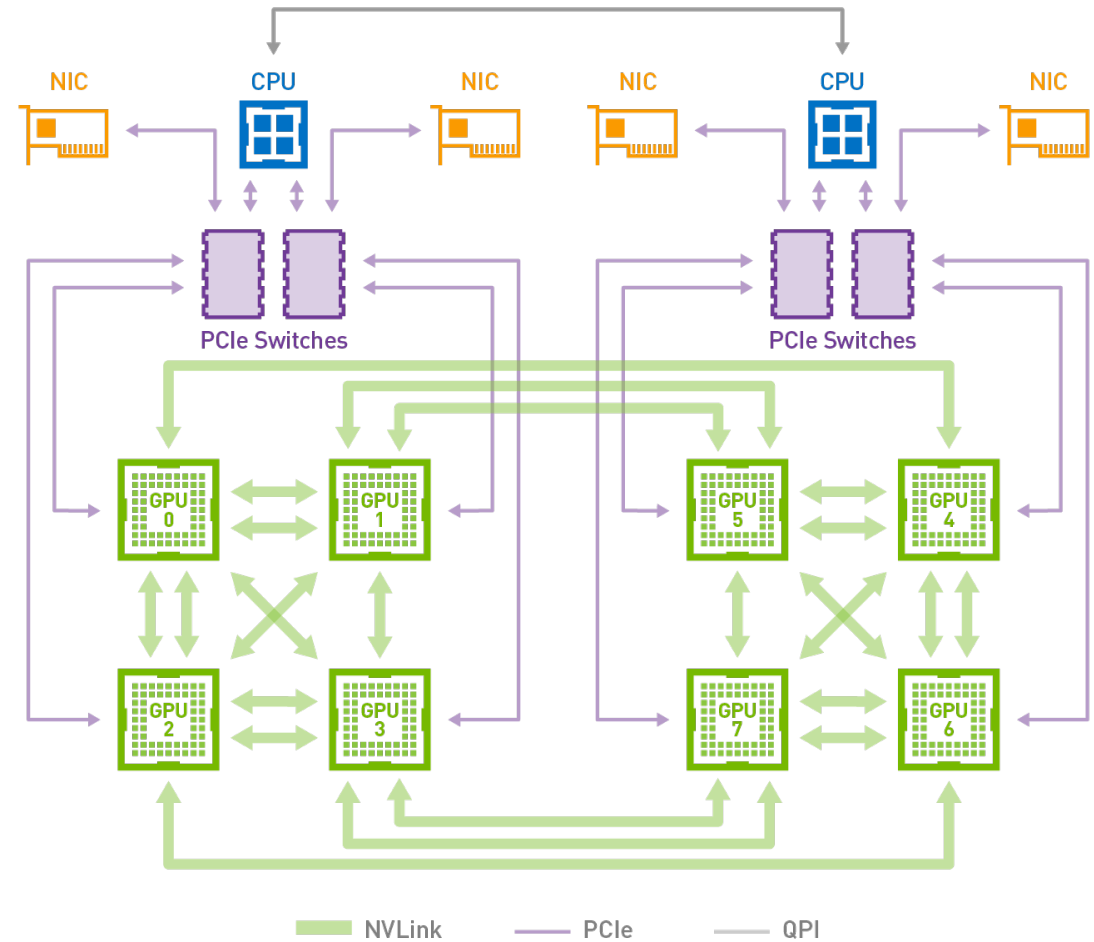 NIC
CPU
NIC
NIC
CPU
NIC
PCIe Switches
PCIe Switches
GPU
0
GPU
1
GPU
5
GPU
4
GPU
2
GPU
3
GPU
7
GPU
6
NVLink
PCIe
QPI